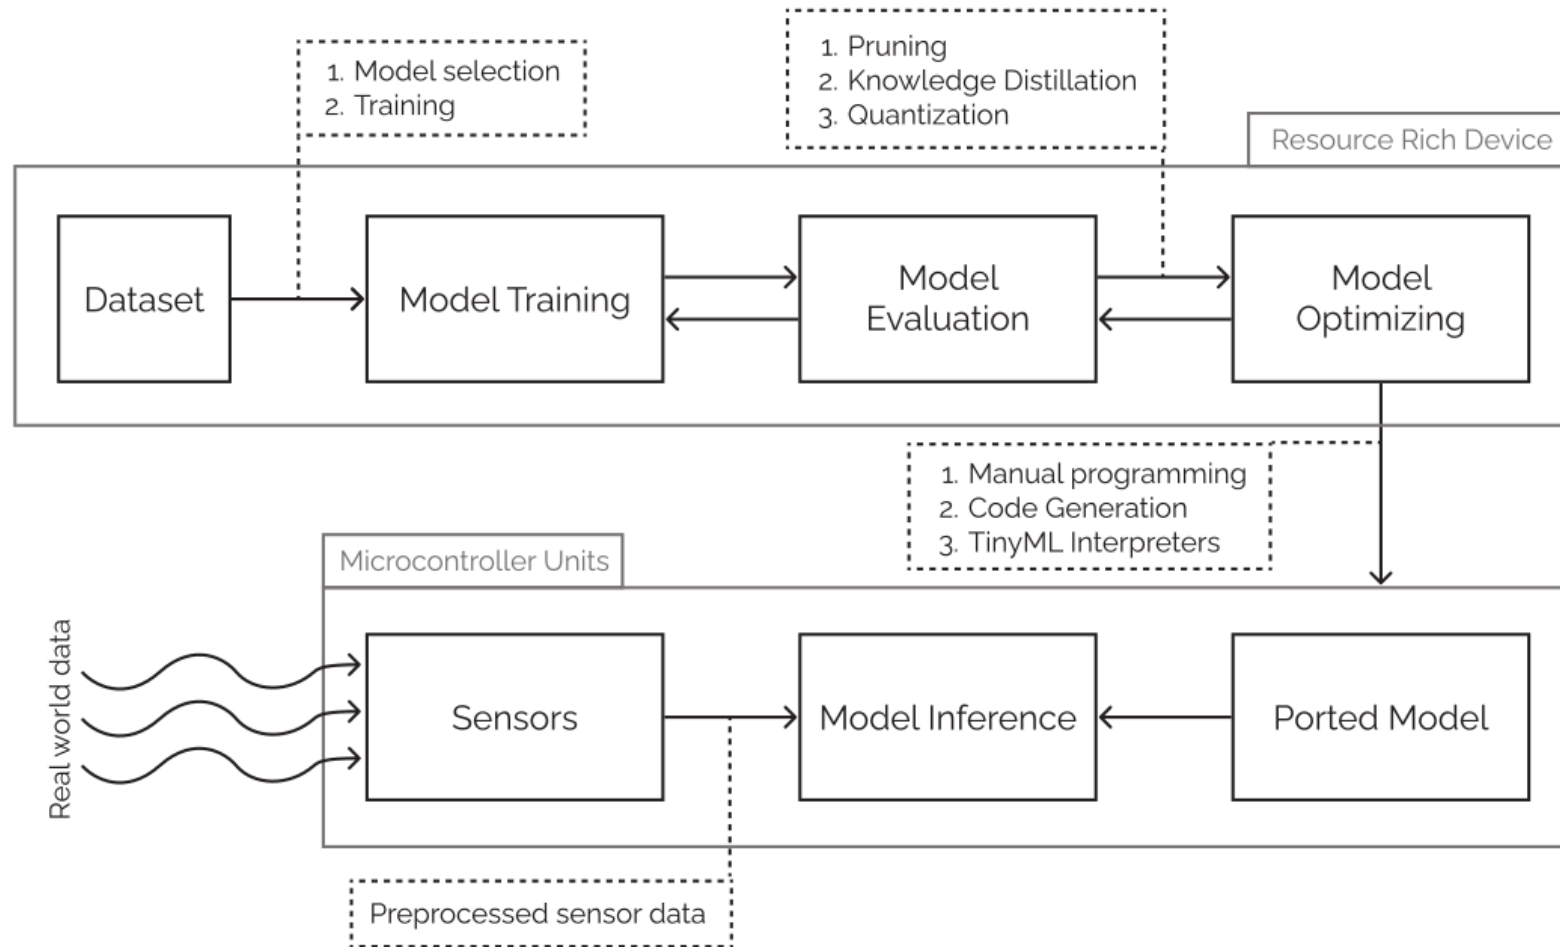 1. Model selection
2. Training
1. Pruning
2. Knowledge Distillation
3. Quantization
Resource Rich Device
Dataset
Model Training
Model
Evaluation
Model
Optimizing
1. Manual programming
2. Code Generation
3. TinyML Interpreters
Microcontroller Units
Real world data
Sensors
Model Inference
Ported Model
Preprocessed sensor data